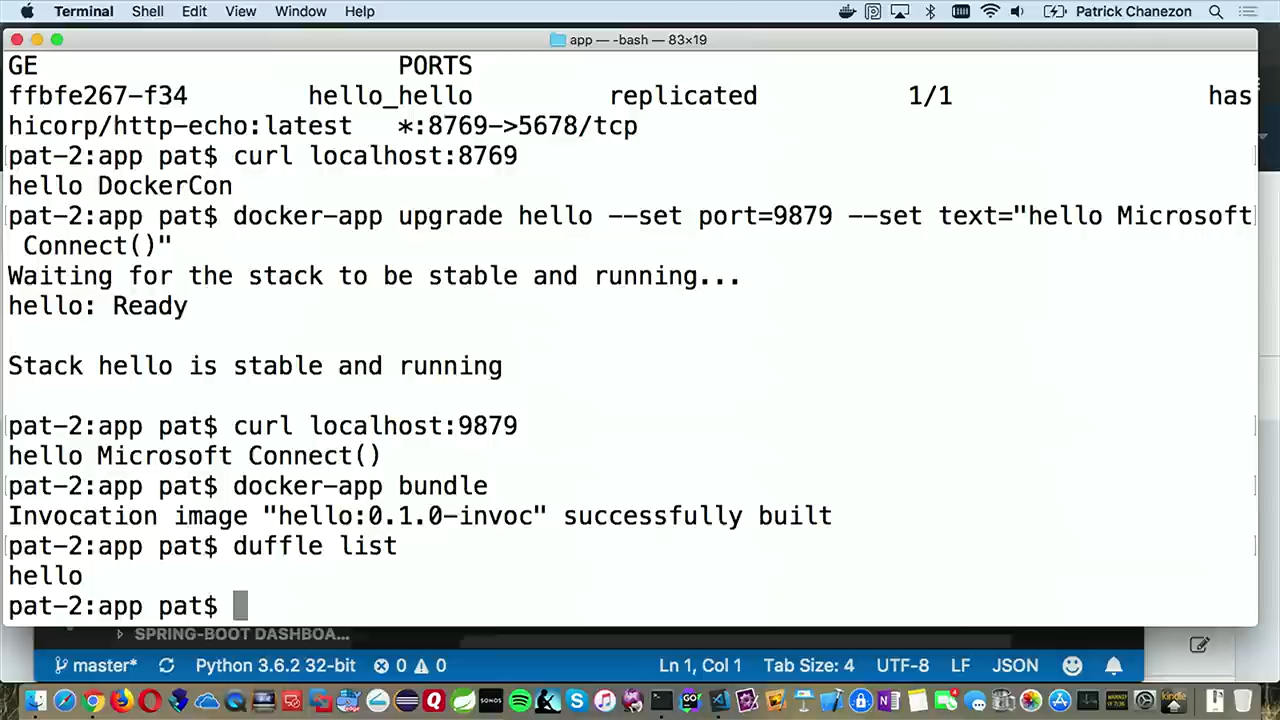 Terminal Shell Edit View Window Help Patrick Chanezon
app — -bash — 83×19
GE PORTS
ffbfe267-f34 hello_hello replicated 1/1 has
hicorp/http-echo:latest *:8769->5678/tcp
pat-2:app pat$ curl localhost:8769
hello DockerCon
pat-2:app pat$ docker-app upgrade hello --set port=9879 --set text="hello Microsoft
Connect()"
Waiting for the stack to be stable and running...
hello: Ready
Stack hello is stable and running
pat-2:app pat$ curl localhost:9879
hello Microsoft Connect()
pat-2:app pat$ docker-app bundle
Invocation image "hello:0.1.0-invoc" successfully built
pat-2:app pat$ duffle list
hello
pat-2:app pat$
SPRING-BOOT DASHBOA...
master* Python 3.6.2 32-bit 0 0 Ln 1, Col 1 Tab Size: 4 UTF-8 LF JSON
SONOS GO! kindle